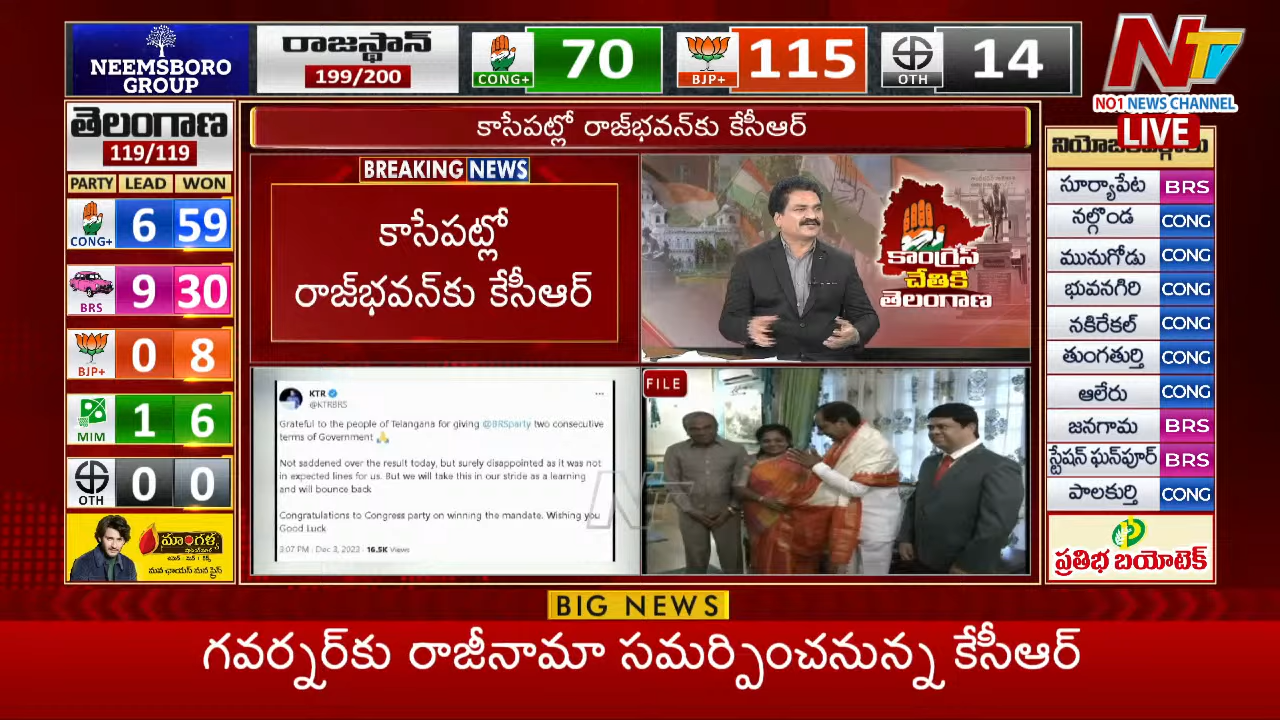 NEEMSBORO
GROUP
రాజస్థాన్
199/200
CONG+
70
BJP+
115
OTH
14
NTV
NO1 NEWS CHANNEL
LIVE
తెలంగాణ
119/119
PARTY LEAD WON
CONG+ 6 59
BRS 9 30
BJP+ 0 8
MIM 1 6
OTH 0 0
మాంగళ్య
కాసేపట్లో రాజ్‌భవన్‌కు కేసీఆర్
BREAKING NEWS
కాసేపట్లో
రాజ్‌భవన్‌కు కేసీఆర్
కాంగ్రెస్
చేతికి
తెలంగాణ
KTR
@KTRBRS
Grateful to the people of Telangana for giving @BRSparty two consecutive
terms of Government 🙏
Not saddened over the result today, but surely disappointed as it was not
in expected lines for us. But we will take this in our stride as a learning
and will bounce back
Congratulations to Congress party on winning the mandate. Wishing you
Good Luck
3:07 PM · Dec 3, 2023 · 16.5K Views
FILE
నియోజకవర్గాలు
సూర్యాపేట BRS
నల్గొండ CONG
మునుగోడు CONG
భువనగిరి CONG
నకిరేకల్ CONG
తుంగతుర్తి CONG
ఆలేరు CONG
జనగామ BRS
స్టేషన్ ఘన్‌పూర్ BRS
పాలకుర్తి CONG
ప్రతిభ బయోటెక్
BIG NEWS
గవర్నర్‌కు రాజీనామా సమర్పించనున్న కేసీఆర్